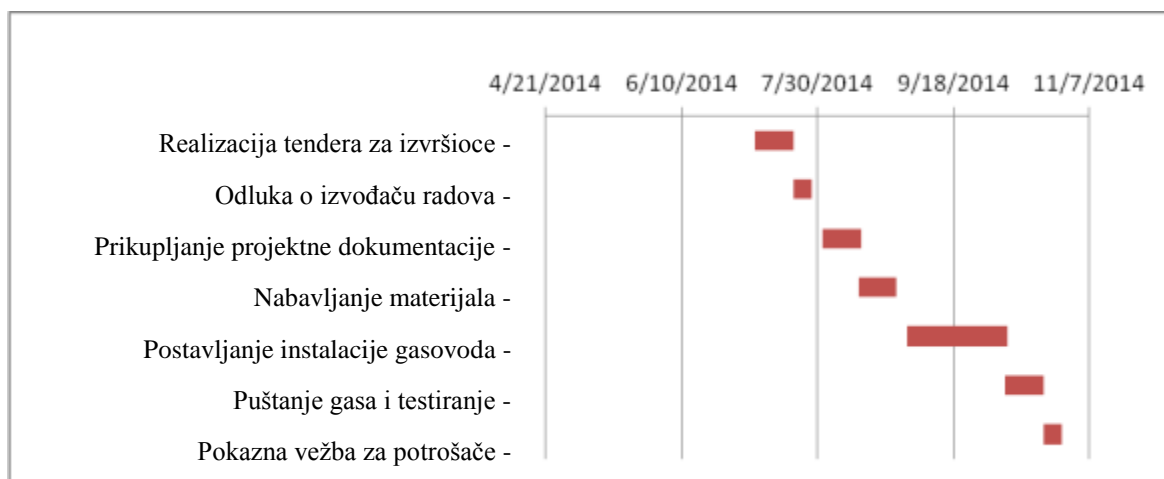 4/21/2014 6/10/2014 7/30/2014 9/18/2014 11/7/2014
Realizacija tendera za izvršioce -
Odluka o izvođaču radova -
Prikupljanje projektne dokumentacije -
Nabavljanje materijala -
Postavljanje instalacije gasovoda -
Puštanje gasa i testiranje -
Pokazna vežba za potrošače -